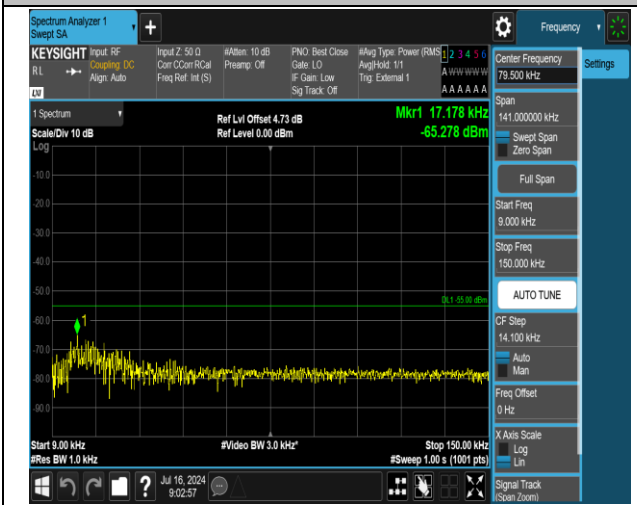 Spectrum Analyzer 1
Swept SA
+
Frequency
KEYSIGHT
RL
LXI
Input: RF
Coupling: DC
Align: Auto
Input Z: 50 Ω
Corr CCorr RCal
Freq Ref: Int (S)
#Atten: 10 dB
Preamp: Off
PNO: Best Close
Gate: LO
IF Gain: Low
Sig Track: Off
#Avg Type: Power (RMS
Avg|Hold: 1/1
Trig: External 1
1 2 3 4 5 6
A W W W W W
A A A A A A
1 Spectrum
Scale/Div 10 dB
Log
Ref Lvl Offset 4.73 dB
Ref Level 0.00 dBm
Mkr1 17.178 kHz
-65.278 dBm
-10.0
-20.0
-30.0
-40.0
-50.0
DL1 -55.00 dBm
-60.0
1
-70.0
-80.0
-90.0
Start 9.00 kHz
#Video BW 3.0 kHz*
Stop 150.00 kHz
#Res BW 1.0 kHz
#Sweep 1.00 s (1001 pts)
?
Jul 16, 2024
9:02:57
Center Frequency
79.500 kHz
Settings
Span
141.000000 kHz
Swept Span
Zero Span
Full Span
Start Freq
9.000 kHz
Stop Freq
150.000 kHz
AUTO TUNE
CF Step
14.100 kHz
Auto
Man
Freq Offset
0 Hz
X Axis Scale
Log
Lin
Signal Track
(Span Zoom)